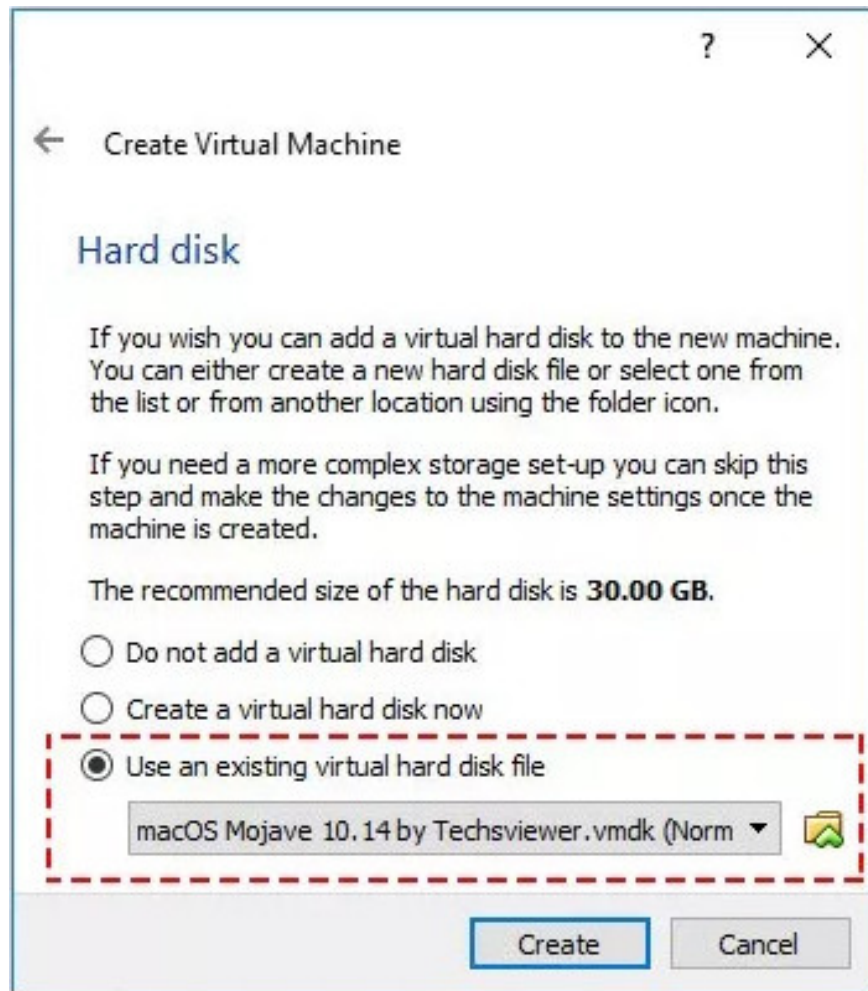 ?
Create Virtual Machine
Hard disk
If you wish you can add a virtual hard disk to the new machine.
You can either create a new hard disk file or select one from
the list or from another location using the folder icon.
If you need a more complex storage set-up you can skip this
step and make the changes to the machine settings once the
machine is created.
The recommended size of the hard disk is 30.00 GB.
Do not add a virtual hard disk
Create a virtual hard disk now
Use an existing virtual hard disk file
macOS Mojave 10.14 by Techsviewer.vmdk (Norm
Create Cancel